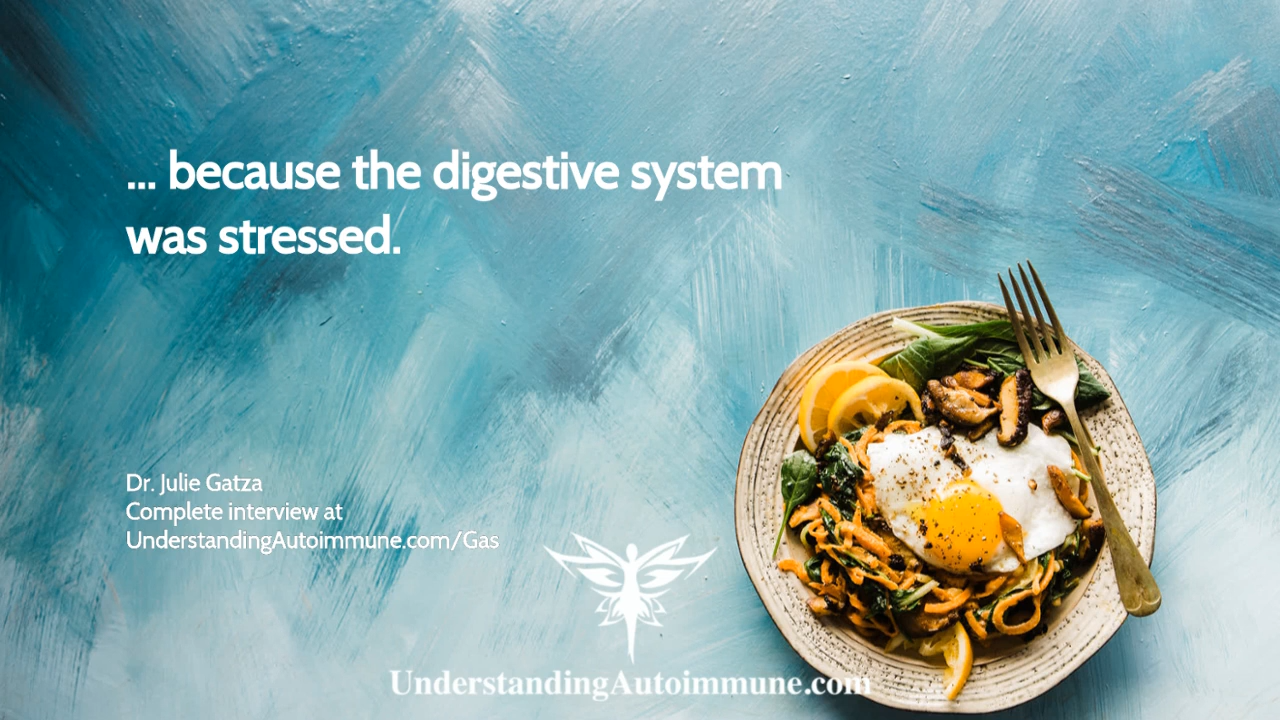 ... because the digestive system
was stressed.
Dr. Julie Gatza
Complete interview at
UnderstandingAutoimmune.com/Gas
UnderstandingAutoimmune.com